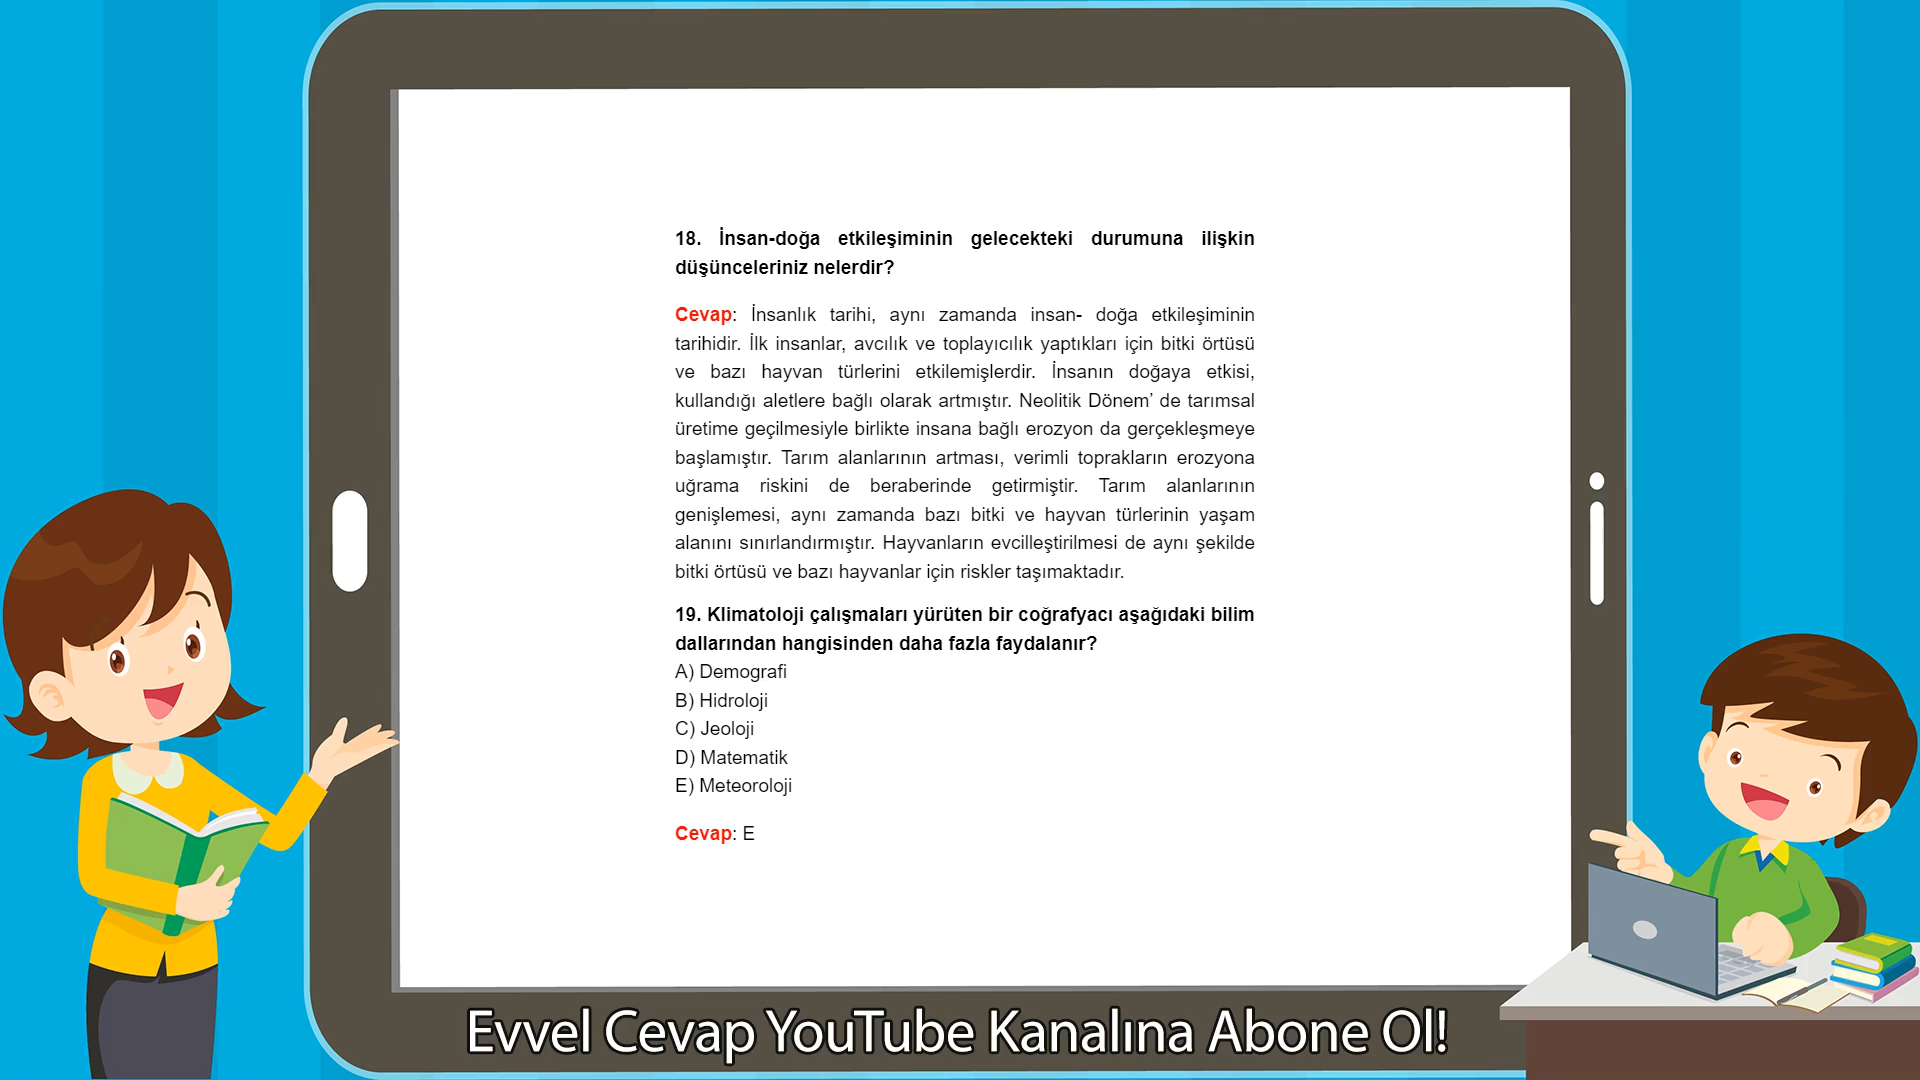 18. İnsan-doğa etkileşiminin gelecekteki durumuna ilişkin
düşünceleriniz nelerdir?
Cevap: İnsanlık tarihi, aynı zamanda insan- doğa etkileşiminin
tarihidir. İlk insanlar, avcılık ve toplayıcılık yaptıkları için bitki örtüsü
ve bazı hayvan türlerini etkilemişlerdir. İnsanın doğaya etkisi,
kullandığı aletlere bağlı olarak artmıştır. Neolitik Dönem’ de tarımsal
üretime geçilmesiyle birlikte insana bağlı erozyon da gerçekleşmeye
başlamıştır. Tarım alanlarının artması, verimli toprakların erozyona
uğrama riskini de beraberinde getirmiştir. Tarım alanlarının
genişlemesi, aynı zamanda bazı bitki ve hayvan türlerinin yaşam
alanını sınırlandırmıştır. Hayvanların evcilleştirilmesi de aynı şekilde
bitki örtüsü ve bazı hayvanlar için riskler taşımaktadır.
19. Klimatoloji çalışmaları yürüten bir coğrafyacı aşağıdaki bilim
dallarından hangisinden daha fazla faydalanır?
A) Demografi
B) Hidroloji
C) Jeoloji
D) Matematik
E) Meteoroloji
Cevap: E
Evvel Cevap YouTube Kanalına Abone Ol!